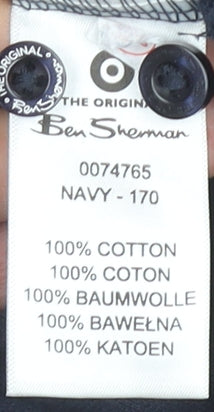 THE ORIGINAL
Ben Sherman
THE ORIGINA
Ben Sherman
0074765
NAVY - 170
100% COTTON
100% COTON
100% BAUMWOLLE
100% BAWEŁNA
100% KATOEN